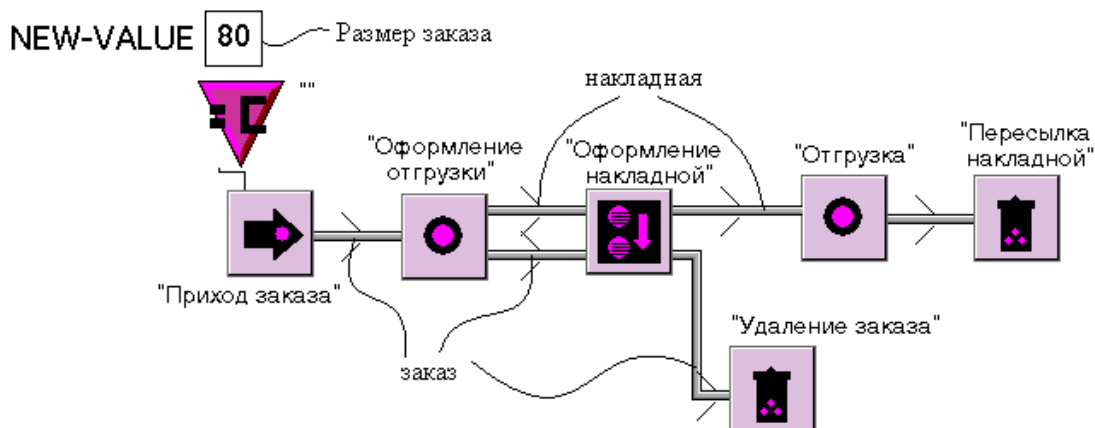 NEW-VALUE 80 Размер заказа
""
накладная
"Оформление
отгрузки"
"Оформление
накладной"
"Отгрузка"
"Пересылка
накладной"
"Приход заказа"
"Удаление заказа"
заказ